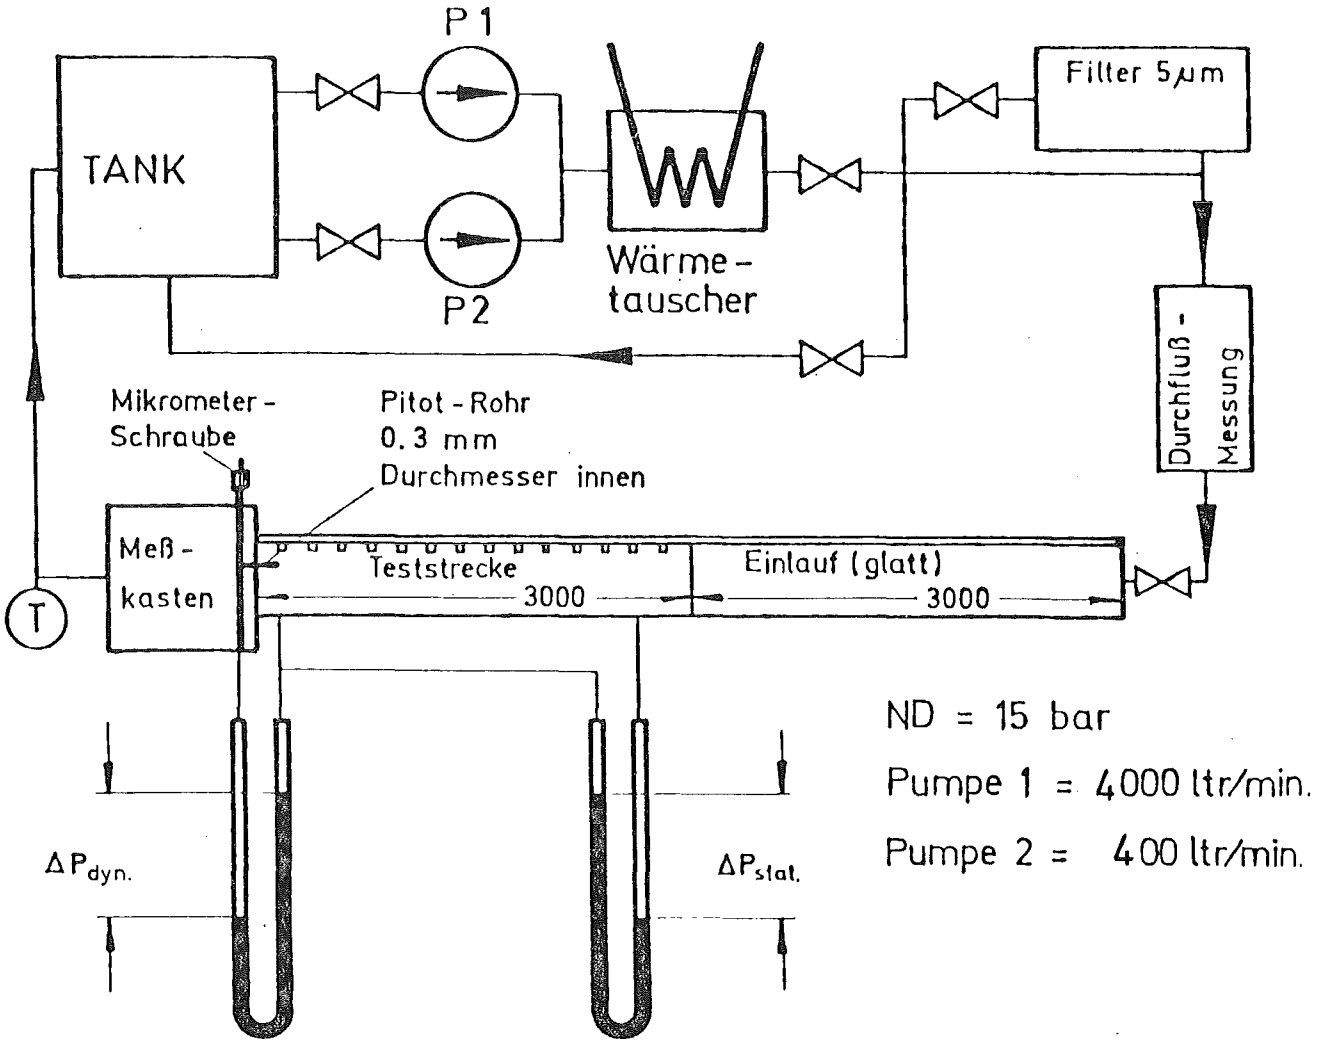 P1
TANK
P2
Wärme-
tauscher
Filter 5µm
Durchfluß-
Messung
Mikrometer-
Schraube
Pitot-Rohr
0.3 mm
Durchmesser innen
Meß-
kasten
T
Teststrecke
3000
Einlauf (glatt)
3000
ΔPdyn.
ΔPstat.
ND = 15 bar
Pumpe 1 = 4000 ltr/min.
Pumpe 2 = 400 ltr/min.